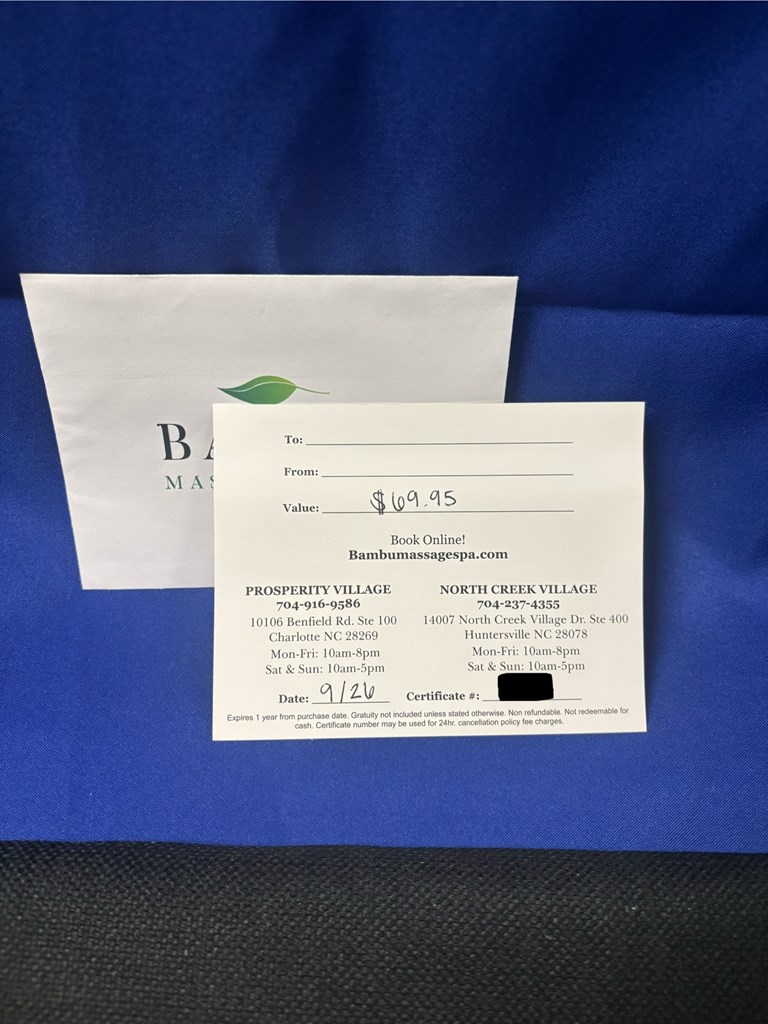 BA
MAS
To:
From:
Value: $69.95
Book Online!
Bambumassagespa.com
PROSPERITY VILLAGE
704-916-9586
10106 Benfield Rd. Ste 100
Charlotte NC 28269
Mon-Fri: 10am-8pm
Sat & Sun: 10am-5pm
NORTH CREEK VILLAGE
704-237-4355
14007 North Creek Village Dr. Ste 400
Huntersville NC 28078
Mon-Fri: 10am-8pm
Sat & Sun: 10am-5pm
Date: 9/26 Certificate #:
Expires 1 year from purchase date. Gratuity not included unless stated otherwise. Non refundable. Not redeemable for
cash. Certificate number may be used for 24hr. cancellation policy fee charges.